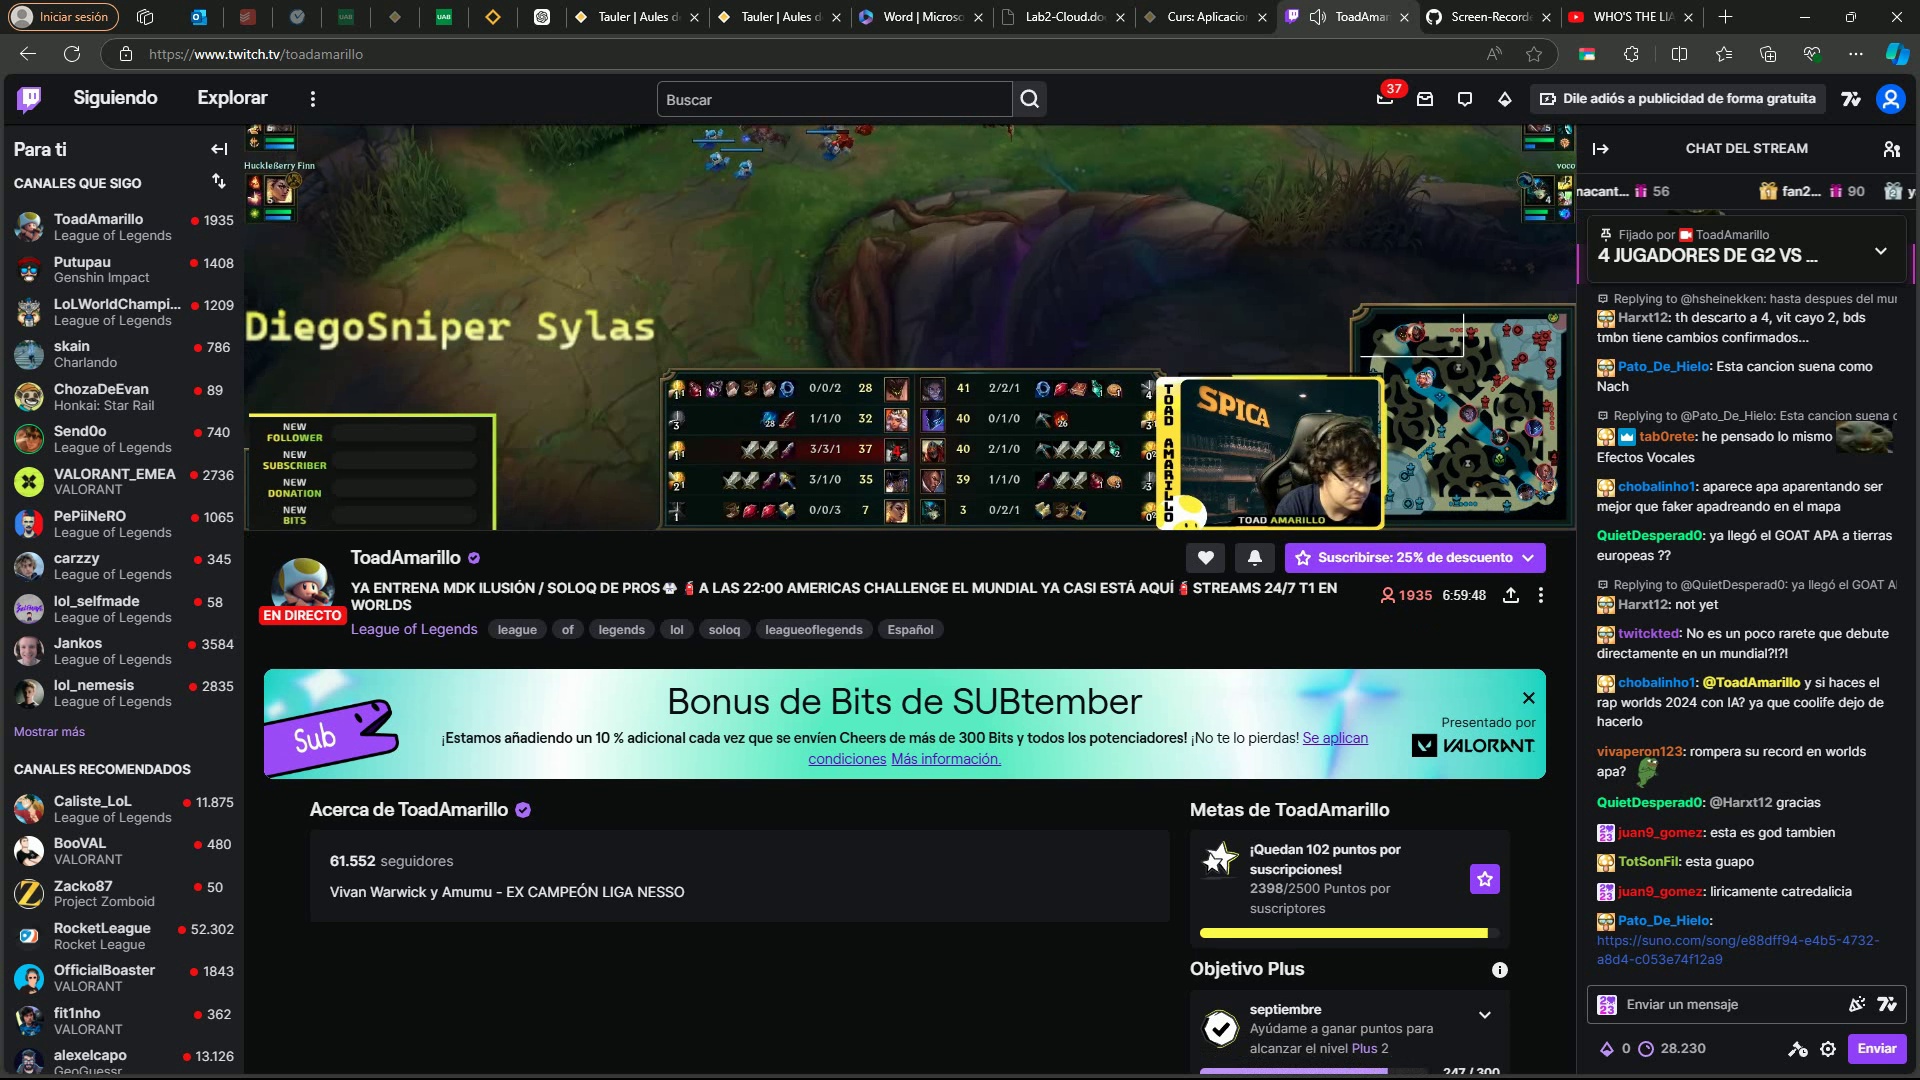 Iniciar sesión
Tauler | Aules d
Tauler | Aules d
Word | Microso
Lab2-Cloud.do
Curs: Aplicacion
ToadAmar
Screen-Record
WHO'S THE LIA
https://www.twitch.tv/toadamarillo
Siguiendo
Explorar
Buscar
37
Dile adiós a publicidad de forma gratuita
Para ti
CANALES QUE SIGO
ToadAmarillo
1935
League of Legends
Putupau
1408
Genshin Impact
LoLWorldChampi...
1209
League of Legends
skain
786
Charlando
ChozaDeEvan
89
Honkai: Star Rail
Send0o
740
League of Legends
VALORANT_EMEA
2736
VALORANT
PePiiNeRO
1065
League of Legends
carzzy
345
League of Legends
lol_selfmade
58
League of Legends
Jankos
3584
League of Legends
lol_nemesis
2835
League of Legends
Mostrar más
CANALES RECOMENDADOS
Caliste_LoL
11.875
League of Legends
BooVAL
480
VALORANT
Zacko87
50
Project Zomboid
RocketLeague
52.302
Rocket League
OfficialBoaster
1843
VALORANT
fit1nho
362
VALORANT
alexelcapo
13.126
GeoGuessr
HuckleBerry Finn
voco
DiegoSniper Sylas
NEW
FOLLOWER
NEW
SUBSCRIBER
NEW
DONATION
NEW
BITS
0/0/2 28 41 2/2/1
1/1/0 32 40 0/1/0
3/3/1 37 40 2/1/0
3/1/0 35 39 1/1/0
0/0/3 7 3 0/2/1
TOAD AMARILLO
SPICA
TOAD AMARILLO
ToadAmarillo
Suscribirse: 25% de descuento
YA ENTRENA MDK ILUSIÓN / SOLOQ DE PROS A LAS 22:00 AMERICAS CHALLENGE EL MUNDIAL YA CASI ESTÁ AQUÍ STREAMS 24/7 T1 EN
WORLDS
1935 6:59:48
EN DIRECTO
League of Legends
league
of
legends
lol
soloq
leagueoflegends
Español
Sub
Bonus de Bits de SUBtember
¡Estamos añadiendo un 10 % adicional cada vez que se envíen Cheers de más de 300 Bits y todos los potenciadores! ¡No te lo pierdas! Se aplican
condiciones Más información.
Presentado por
VALORANT
Acerca de ToadAmarillo
61.552 seguidores
Vivan Warwick y Amumu - EX CAMPEÓN LIGA NESSO
Metas de ToadAmarillo
¡Quedan 102 puntos por
suscripciones!
2398/2500 Puntos por
suscriptores
Objetivo Plus
septiembre
Ayúdame a ganar puntos para
alcanzar el nivel Plus 2
247 / 300
CHAT DEL STREAM
nacant... 56
fan2... 90
Fijado por ToadAmarillo
4 JUGADORES DE G2 VS ...
Replying to @hsheinekken: hasta despues del mun
Harxt12: th descarto a 4, vit cayo 2, bds
tmbn tiene cambios confirmados...
Pato_De_Hielo: Esta cancion suena como
Nach
Replying to @Pato_De_Hielo: Esta cancion suena c
tab0rete: he pensado lo mismo
Efectos Vocales
chobalinho1: aparece apa aparentando ser
mejor que faker apadreando en el mapa
QuietDesperad0: ya llegó el GOAT APA a tierras
europeas ??
Replying to @QuietDesperad0: ya llegó el GOAT AI
Harxt12: not yet
twitckted: No es un poco rarete que debute
directamente en un mundial?!?!
chobalinho1: @ToadAmarillo y si haces el
rap worlds 2024 con IA? ya que coolife dejo de
hacerlo
vivaperon123: rompera su record en worlds
apa?
QuietDesperad0: @Harxt12 gracias
juan9_gomez: esta es god tambien
TotSonFil: esta guapo
juan9_gomez: liricamente catredalicia
Pato_De_Hielo:
https://suno.com/song/e88dff94-e4b5-4732-
a8d4-c053e74f12a9
Enviar un mensaje
0
28.230
Enviar